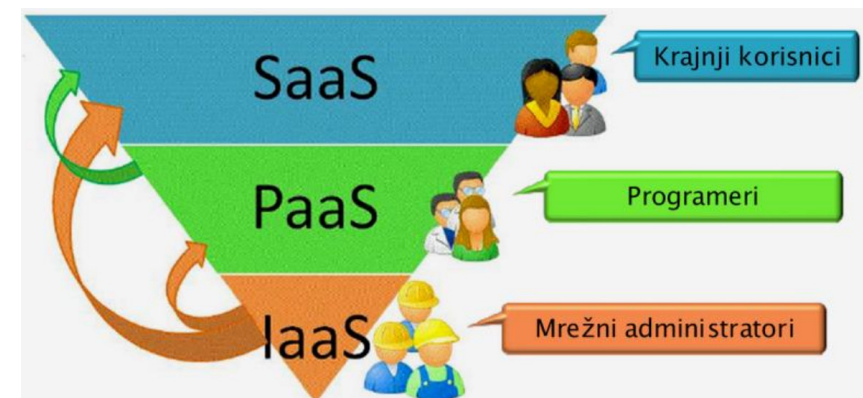 SaaS
Krajnji korisnici
PaaS
Programeri
IaaS
Mrežni administratori